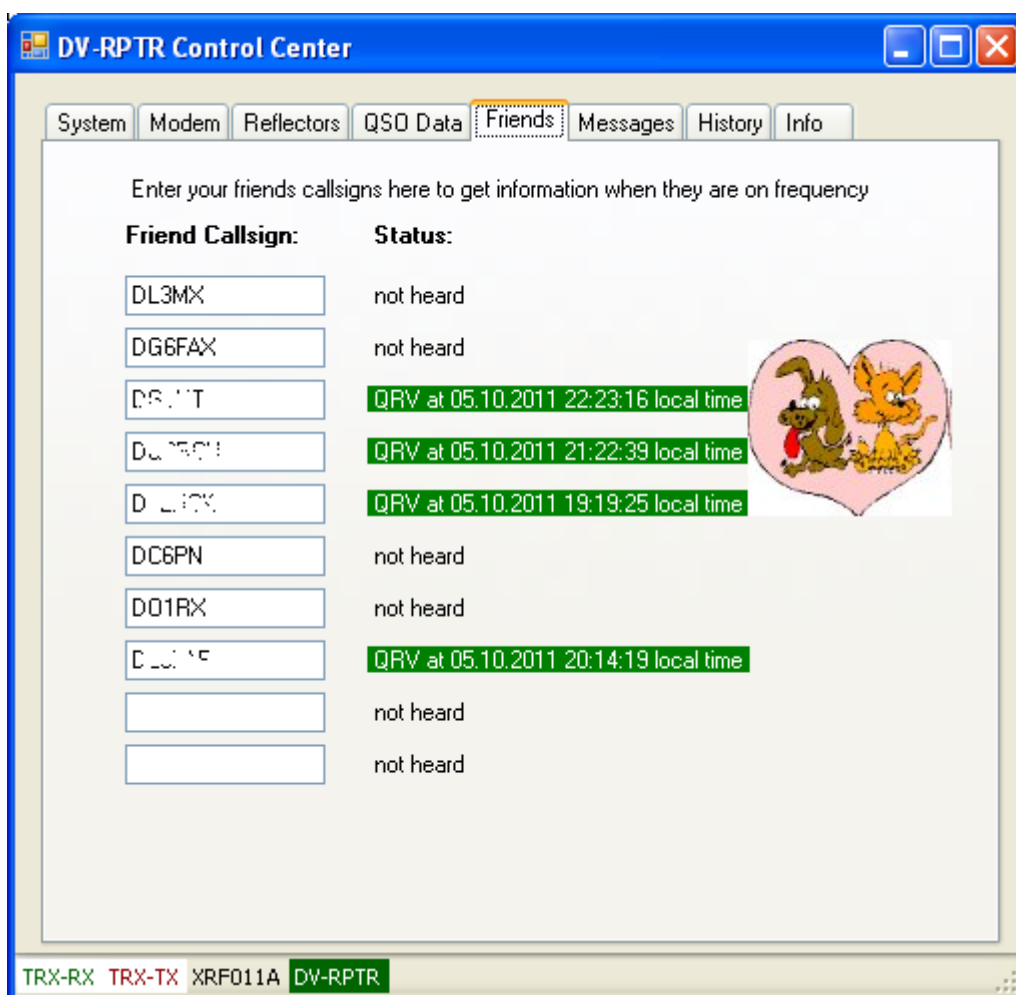 DV-RPTR Control Center
System Modem Reflectors QSO Data Friends Messages History Info
Enter your friends callsigns here to get information when they are on frequency
Friend Callsign: Status:
DL3MX not heard
DG6FAX not heard
QRV at 05.10.2011 22:23:16 local time
QRV at 05.10.2011 21:22:39 local time
QRV at 05.10.2011 19:19:25 local time
DC6PN not heard
DO1RX not heard
QRV at 05.10.2011 20:14:19 local time
not heard
not heard
TRX-RX TRX-TX XRF011A DV-RPTR